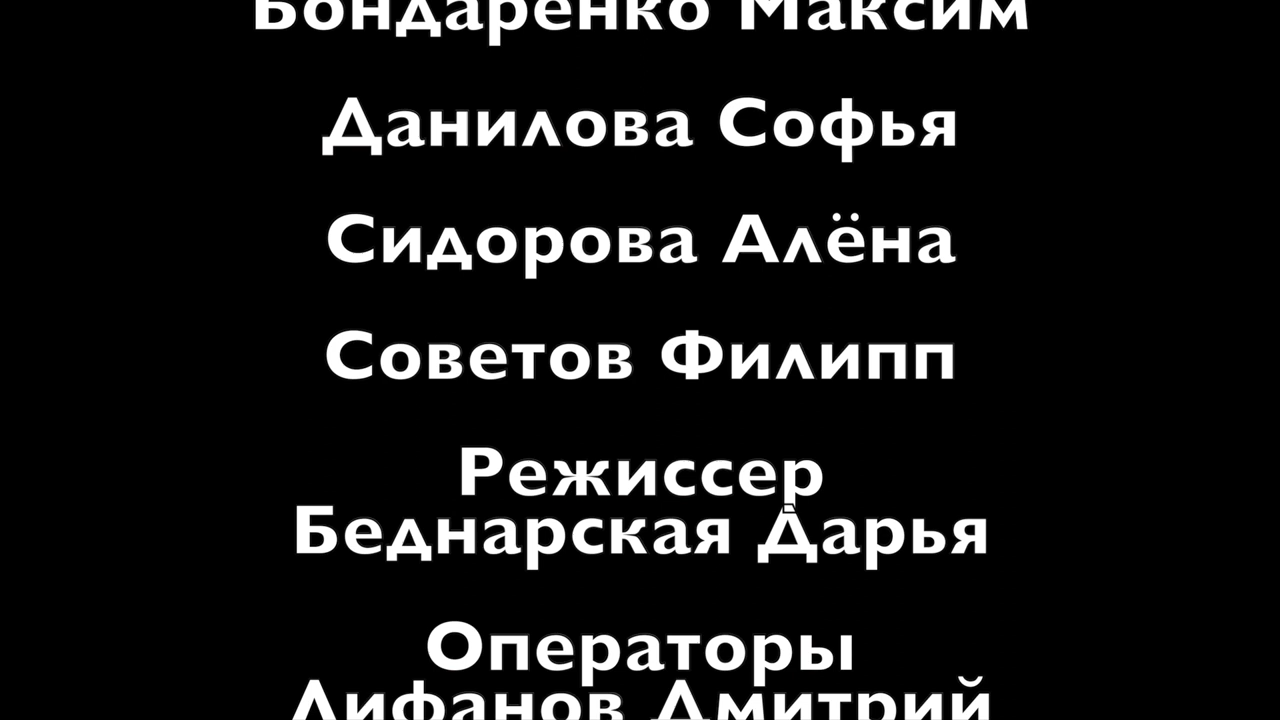 Бондаренко Максим
Данилова Софья
Сидорова Алёна
Советов Филипп
Режиссер
Беднарская Дарья
Операторы
Лифанов Дмитрий